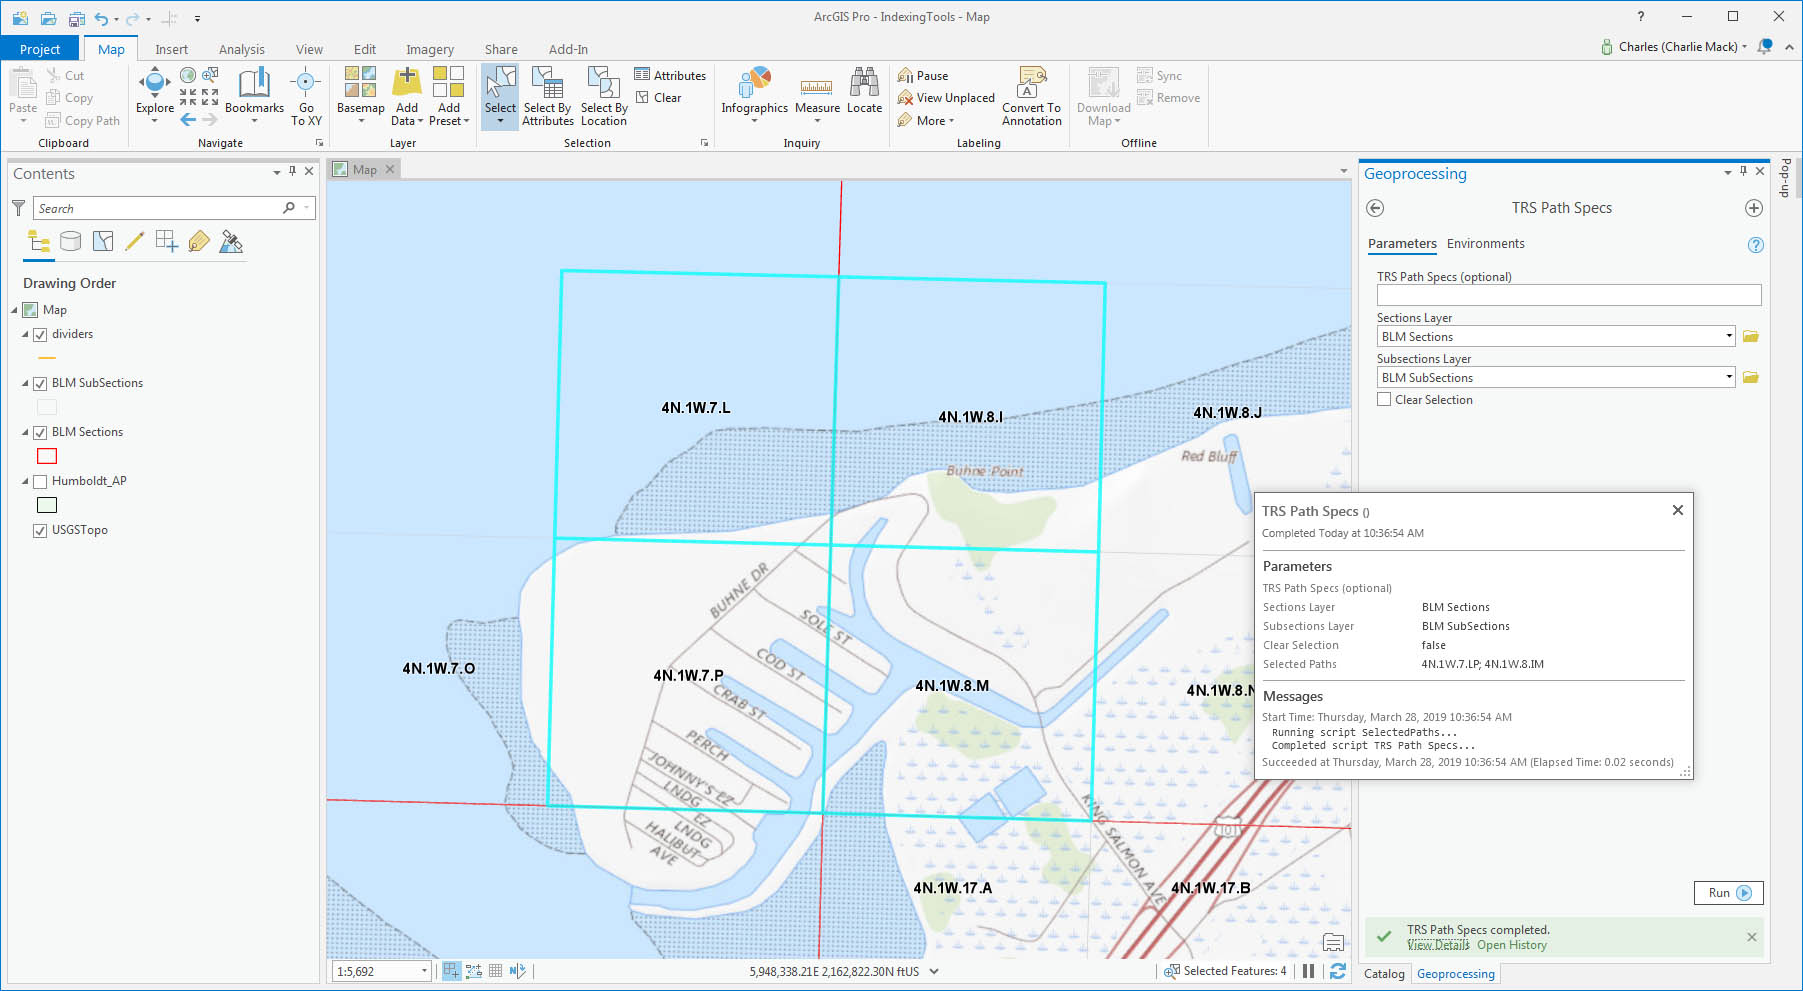 ArcGIS Pro - IndexingTools - Map
?
Project
Map
Insert
Analysis
View
Edit
Imagery
Share
Add-In
Charles (Charlie Mack)
Paste
Cut
Copy
Copy Path
Clipboard
Explore
Bookmarks
Go
To XY
Navigate
Basemap
Add
Data
Add
Preset
Layer
Select
Select By
Attributes
Select By
Location
Attributes
Clear
Selection
Infographics
Measure
Locate
Inquiry
Pause
View Unplaced
More
Convert To
Annotation
Labeling
Download
Map
Sync
Remove
Offline
Contents
Search
Drawing Order
Map
dividers
BLM SubSections
BLM Sections
Humboldt_AP
USGSTopo
Map
4N.1W.7.L
4N.1W.8.I
4N.1W.8.J
Buhne Point
Red Bluff
BUHNE DR
SOLE ST
COD ST
CRAB ST
PERCH
JOHNNY'S EZ
LNDG
EZ
LNDG
HALIBUT
AVE
4N.1W.7.O
4N.1W.7.P
4N.1W.8.M
4N.1W.8.N
KING SALMON AVE
101
4N.1W.17.A
4N.1W.17.B
1:5,692
5,948,338.21E 2,162,822.30N ftUS
Selected Features: 4
Geoprocessing
TRS Path Specs
Parameters
Environments
?
TRS Path Specs (optional)
Sections Layer
BLM Sections
Subsections Layer
BLM SubSections
Clear Selection
TRS Path Specs ()
Completed Today at 10:36:54 AM
Parameters
TRS Path Specs (optional)
Sections Layer BLM Sections
Subsections Layer BLM SubSections
Clear Selection false
Selected Paths 4N.1W.7.LP; 4N.1W.8.IM
Messages
Start Time: Thursday, March 28, 2019 10:36:54 AM
Running script SelectedPaths...
Completed script TRS Path Specs...
Succeeded at Thursday, March 28, 2019 10:36:54 AM (Elapsed Time: 0.02 seconds)
Run
TRS Path Specs completed.
View Details Open History
Catalog
Geoprocessing
Pop-up